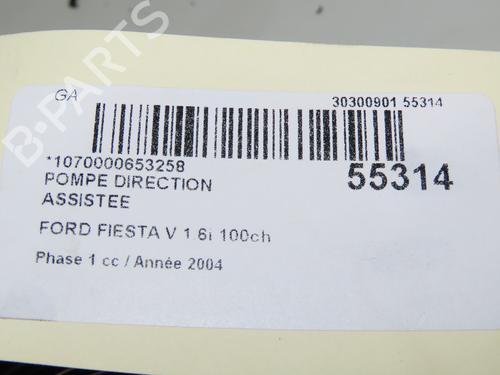 B-PARTS
GA
30300901 55314
*1070000653258
55314
POMPE DIRECTION
ASSISTEE
FORD FIESTA V 1.6i 100ch
Phase 1 cc / Année 2004